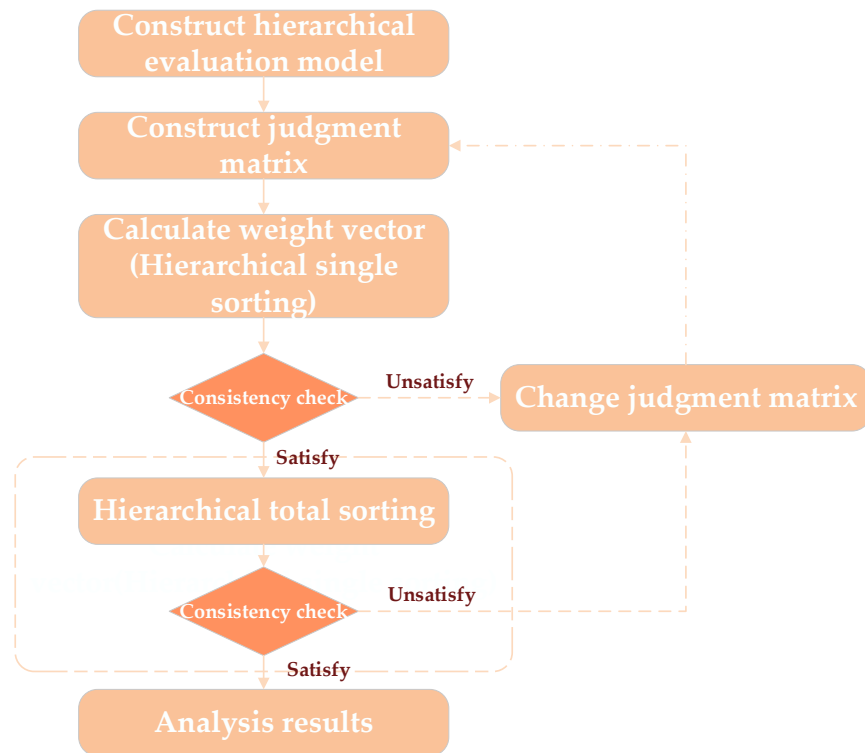 Construct hierarchical
evaluation model
Construct judgment
matrix
Calculate weight vector
(Hierarchical single
sorting)
Consistency check
Unsatisfy
Change judgment matrix
Satisfy
Hierarchical total sorting
Consistency check
Unsatisfy
Satisfy
Analysis results